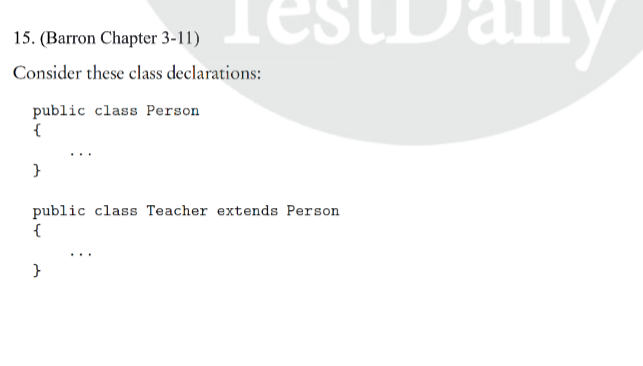 TestDaily
15. (Barron Chapter 3-11)
Consider these class declarations:
public class Person
{
...
}
public class Teacher extends Person
{
...
}